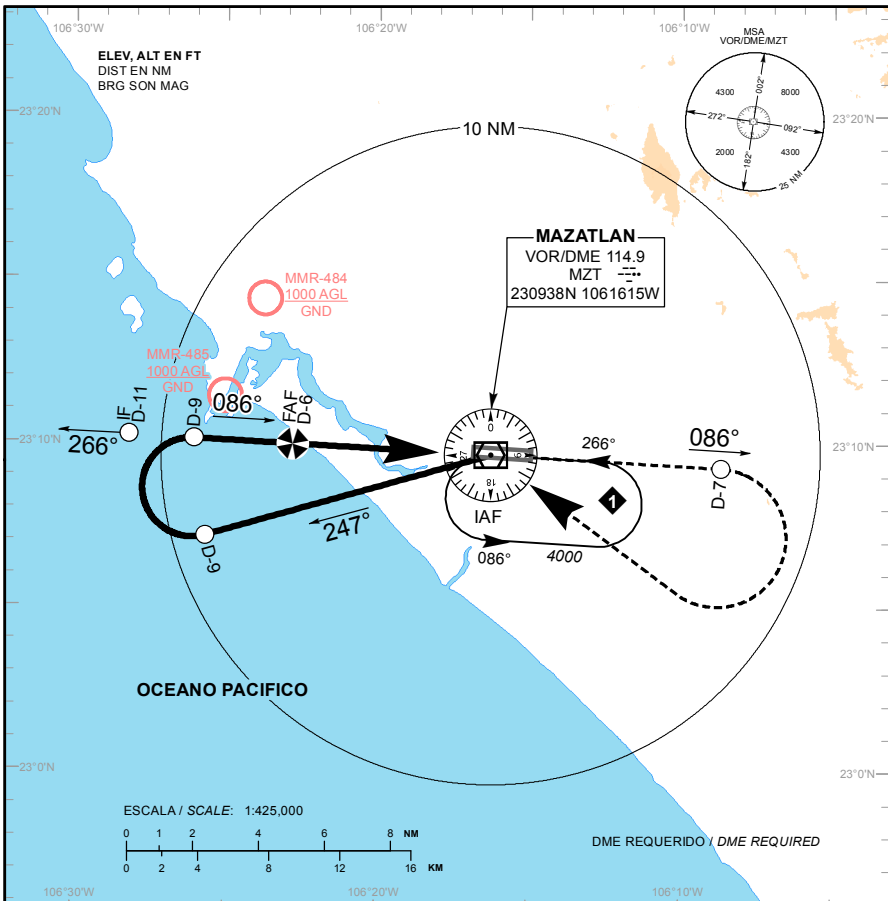 106°30'W
106°20'W
106°10'W
ELEV, ALT EN FT
DIST EN NM
BRG SON MAG
MSA
VOR/DME/MZT
4300
002°
8000
272°
092°
2000
182°
4300
25 NM
23°20'N
23°20'N
10 NM
MAZATLAN
VOR/DME 114.9
MZT
230938N 1061615W
MMR-484
1000 AGL
GND
MMR-485
1000 AGL
GND
IF
D-11
D-9
086°
FAF
D-6
266°
23°10'N
0
27
9
18
266°
086°
23°10'N
D-7
1
IAF
247°
D-9
086°
4000
OCEANO PACIFICO
23°0'N
23°0'N
ESCALA / SCALE: 1:425,000
0 1 2 4 6 8 NM
0 2 4 8 12 16 KM
DME REQUERIDO / DME REQUIRED
106°30'W
106°20'W
106°10'W